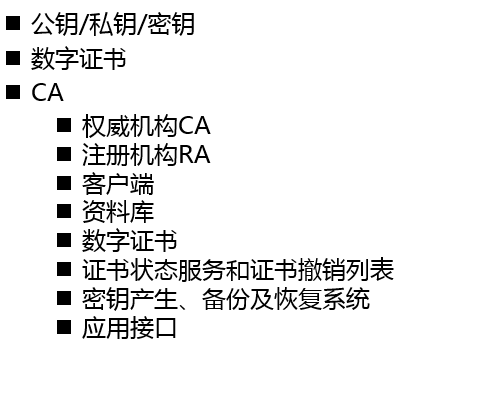 公钥/私钥/密钥
数字证书
CA
权威机构CA
注册机构RA
客户端
资料库
数字证书
证书状态服务和证书撤销列表
密钥产生、备份及恢复系统
应用接口